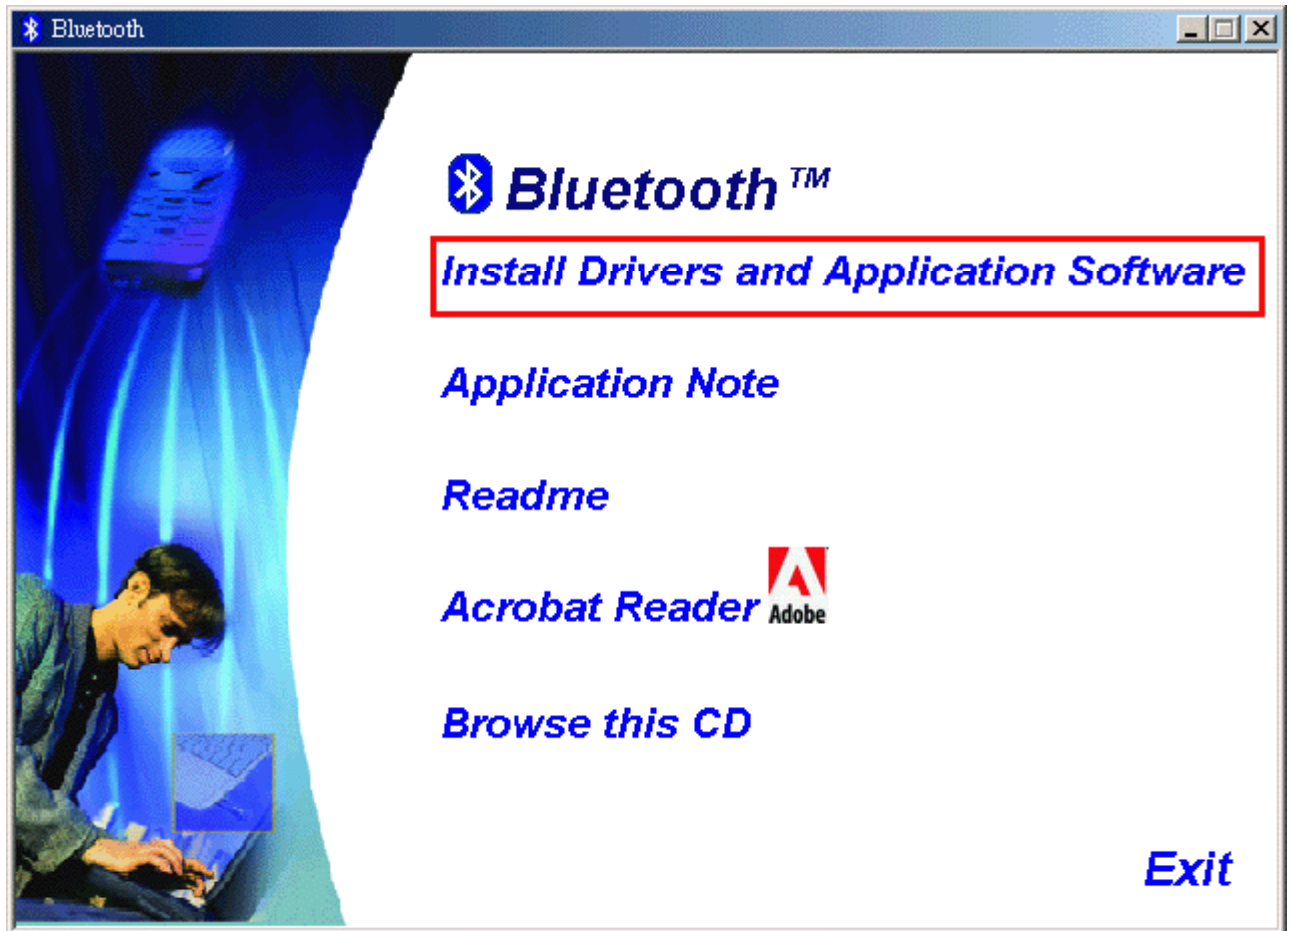 Bluetooth
Bluetooth™
Install Drivers and Application Software
Application Note
Readme
Acrobat Reader
Adobe
Browse this CD
Exit